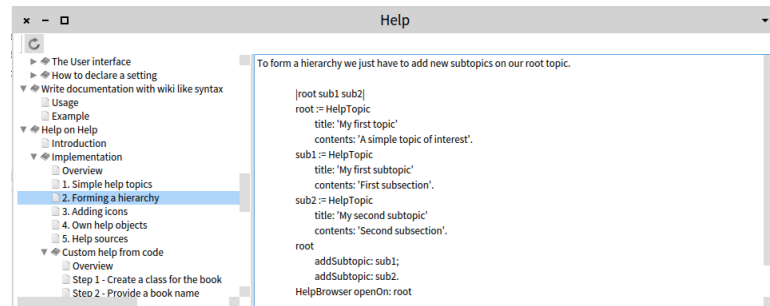 Help
The User interface
How to declare a setting
Write documentation with wiki like syntax
Usage
Example
Help on Help
Introduction
Implementation
Overview
1. Simple help topics
2. Forming a hierarchy
3. Adding icons
4. Own help objects
5. Help sources
Custom help from code
Overview
Step 1 - Create a class for the book
Step 2 - Provide a book name
To form a hierarchy we just have to add new subtopics on our root topic.
|root sub1 sub2|
root := HelpTopic
title: 'My first topic'
contents: 'A simple topic of interest'.
sub1 := HelpTopic
title: 'My first subtopic'
contents: 'First subsection'.
sub2 := HelpTopic
title: 'My second subtopic'
contents: 'Second subsection'.
root
addSubtopic: sub1;
addSubtopic: sub2.
HelpBrowser openOn: root